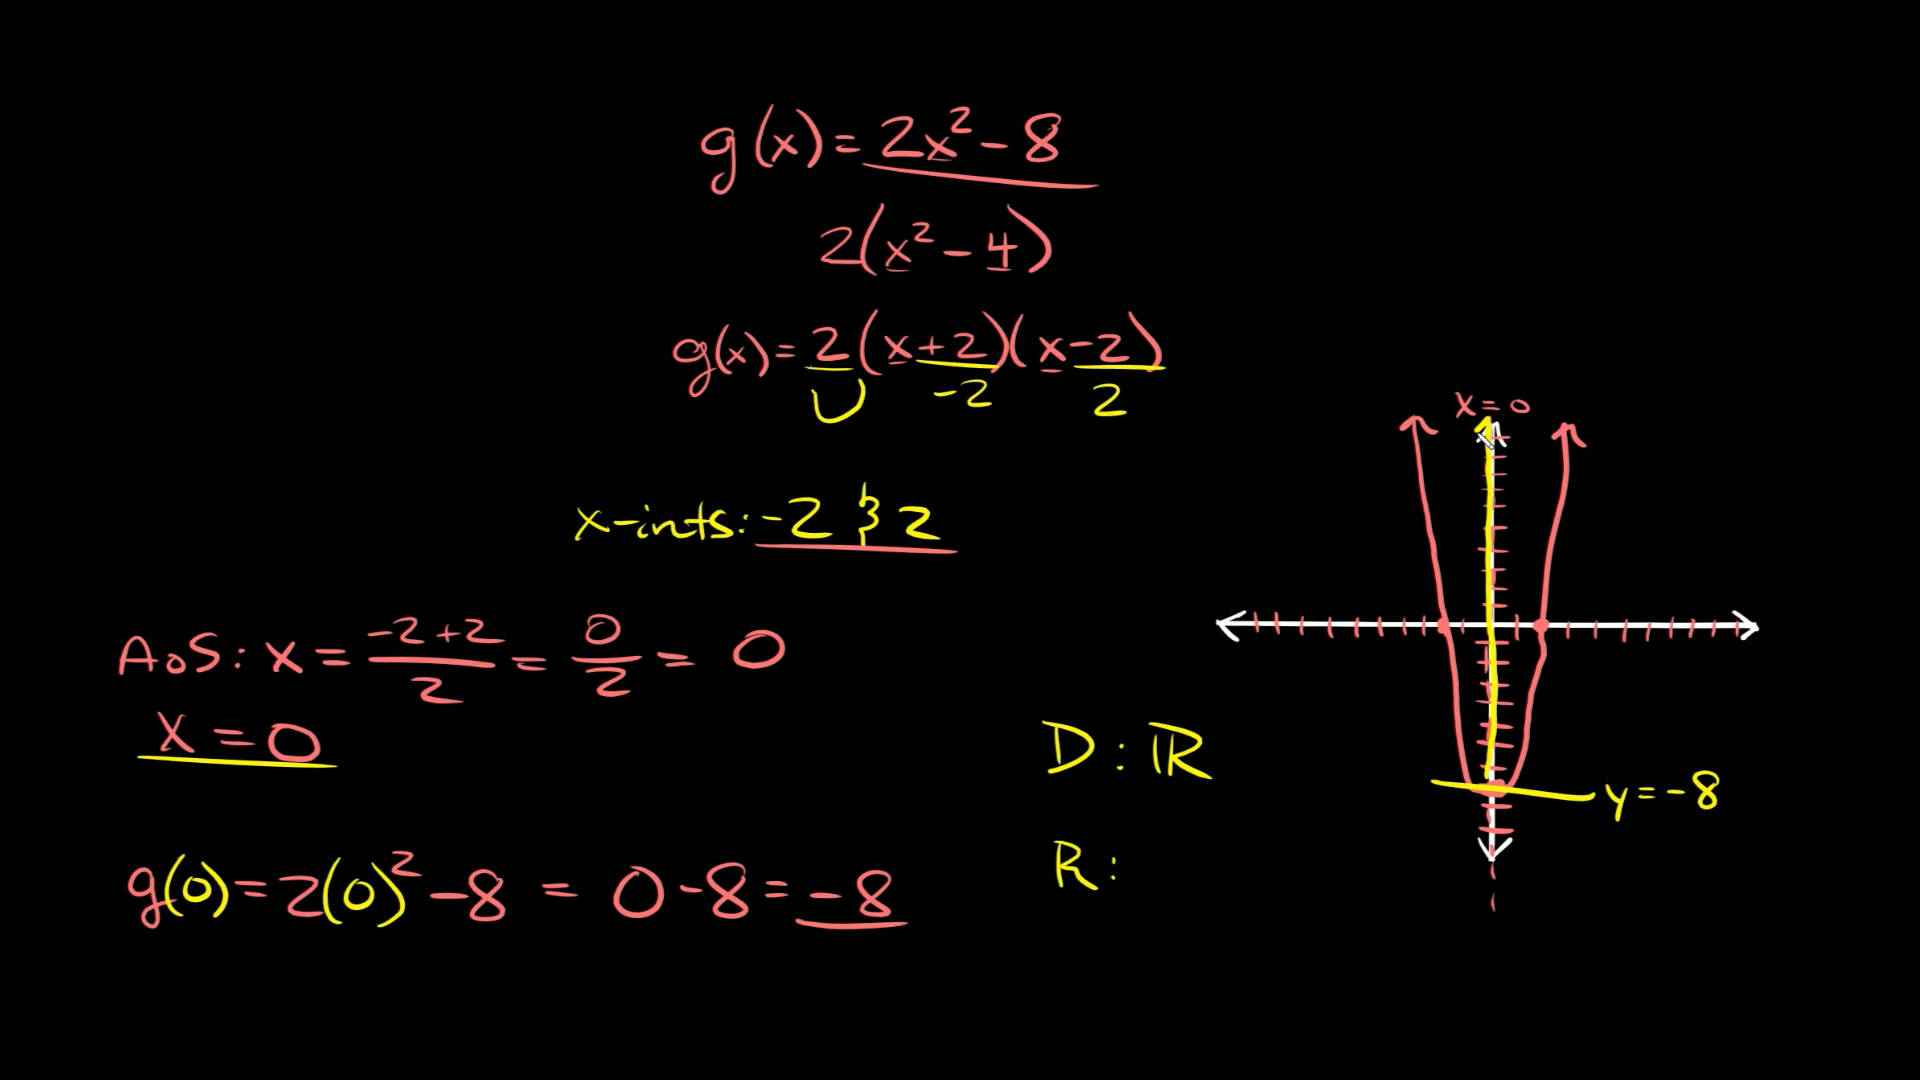 g(x) = 2x² - 8
2(x² - 4)
g(x) = 2(x+2)(x-2)
-2 2
x-ints: -2 & 2
AoS: x = (-2+2)/2 = 0/2 = 0
x = 0
g(0) = 2(0)² - 8 = 0 - 8 = -8
x = 0
y = -8
D: ℝ
R: